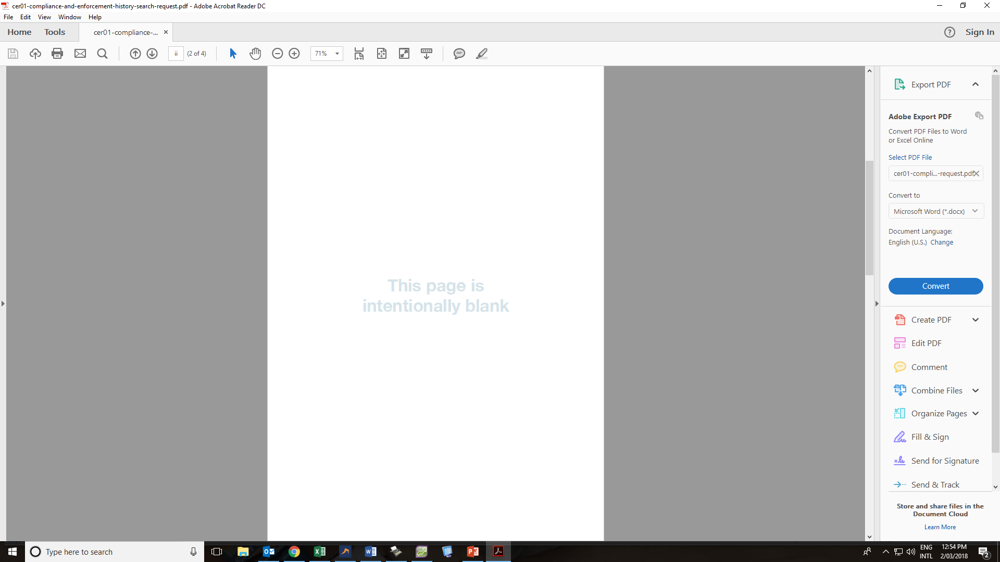 cer01-compliance-and-enforcement-history-search-request.pdf - Adobe Acrobat Reader DC
File Edit View Window Help
Home Tools cer01-compliance-... × ? Sign In
ii (2 of 4) 71%
This page is
intentionally blank
Export PDF
Adobe Export PDF
Convert PDF Files to Word
or Excel Online
Select PDF File
cer01-compli...-request.pdf
Convert to
Microsoft Word (*.docx)
Document Language:
English (U.S.) Change
Convert
Create PDF
Edit PDF
Comment
Combine Files
Organize Pages
Fill & Sign
Send for Signature
Send & Track
Store and share files in the
Document Cloud
Learn More
Type here to search
ENG
INTL
12:54 PM
2/03/2018
2